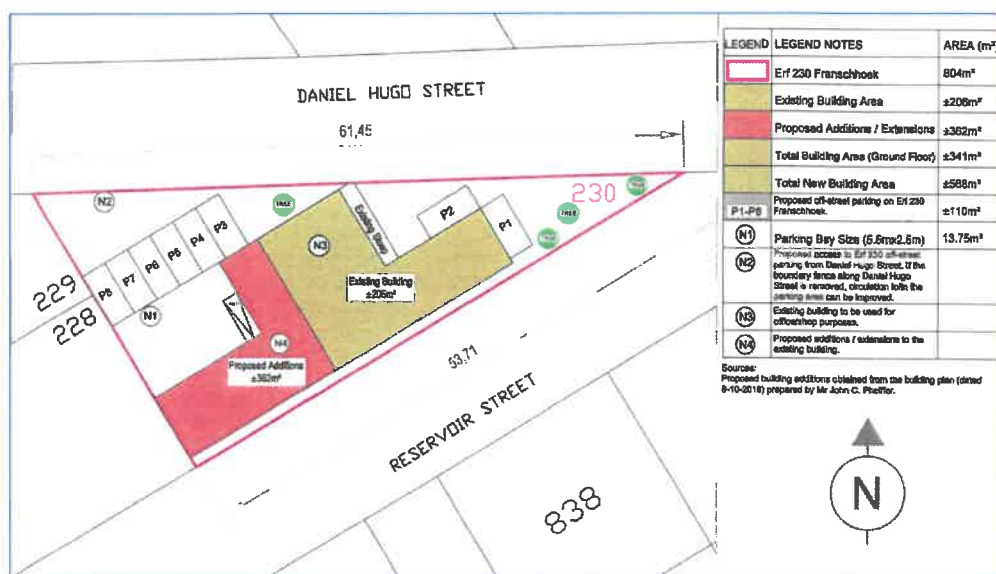 DANIEL HUGO STREET
61,45
N2
TREE
230
TREE
TREE
P8
P7
P6
P5
P4
P3
N3
Existing Stoep
P2
P1
Existing Building
±206m²
229
228
N1
N4
Proposed Additions
±362m²
53,71
RESERVOIR STREET
838
LEGEND LEGEND NOTES AREA (m²)
Erf 230 Franschhoek 804m²
Existing Building Area ±206m²
Proposed Additions / Extensions ±362m²
Total Building Area (Ground Floor) ±341m²
Total New Building Area ±568m²
P1-P8 Proposed off-street parking on Erf 230 Franschhoek. ±110m²
N1 Parking Bay Size (5.5mx2.5m) 13.75m²
N2 Proposed access to Erf 230 off-street
parking from Daniel Hugo Street. If the
boundary fence along Daniel Hugo
Street is removed, circulation to/in the
parking area can be improved.
N3 Existing building to be used for
office/shop purposes.
N4 Proposed additions / extensions to the
existing building.
Sources:
Proposed building additions obtained from the building plan (dated
8-10-2018) prepared by Mr John C. Pheiffer.
N